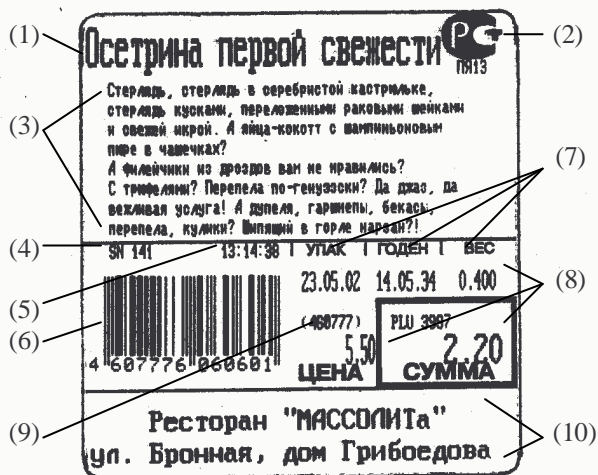 (1) Осетрина первой свежести (2)
ПЯ13
Стерлядь, стерлядь в серебристой кастрюльке,
стерлядь кусками, переложенными раковыми шейками
(3) и свежей икрой. А яйца-кокотт с шампиньоновым
пюре в чашечках?
А филейчики из дроздов вам не нравились?
(7)
С трюфелями? Перепела по-генуэзски? Да джаз, да
вежливая услуга! А дупеля, гаршнепы, бекасы,
перепела, кулики? Шипящий в горле нарзан?!
(4) SN 141 13:14:38 | УПАК | ГОДЕН | ВЕС
(5) 23.05.02 14.05.34 0.400 (8)
(6) (460777) PLU 3907
5.50 2.20
4 607776 060601 ЦЕНА СУММА
(9) Ресторан "МАССОЛИТа" (10)
ул. Бронная, дом Грибоедова